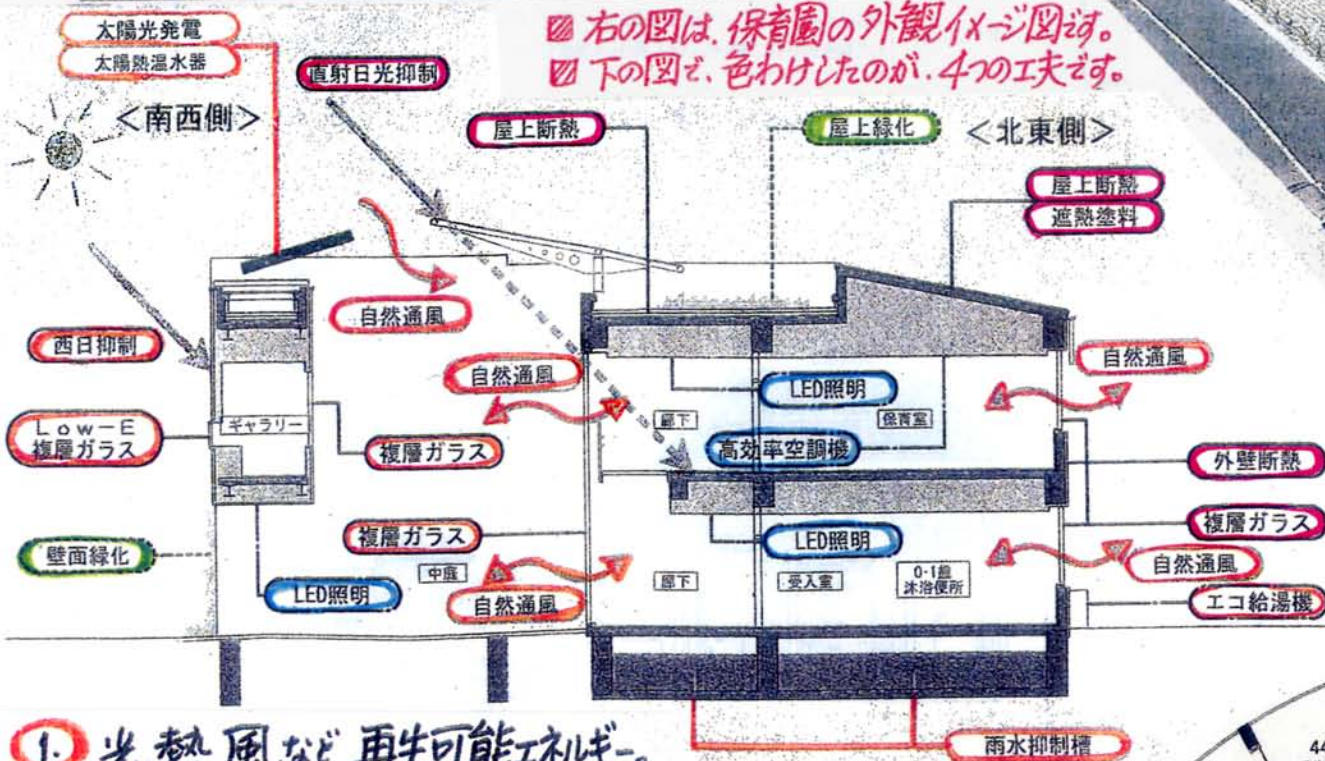 右の図は、保育園の外観イメージ図です。
下の図で、色わけしたのが、4つの工夫です。
太陽光発電
太陽熱温水器
直射日光抑制
<南西側>
屋上断熱
屋上緑化
<北東側>
屋上断熱
遮熱塗料
自然通風
西日抑制
自然通風
LED照明
自然通風
Low-E
複層ガラス
ギャラリー
複層ガラス
廊下
保育室
高効率空調機
外壁断熱
複層ガラス
複層ガラス
LED照明
壁面緑化
中庭
廊下
受入室
0-1歳
沐浴便所
自然通風
LED照明
自然通風
エコ給湯機
雨水抑制槽
1. 光 熱 風 など 再生可能エネルギー。
44